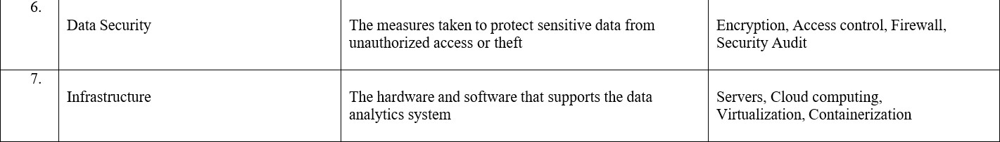 6.
Data Security
The measures taken to protect sensitive data from
unauthorized access or theft
Encryption, Access control, Firewall,
Security Audit
7.
Infrastructure
The hardware and software that supports the data
analytics system
Servers, Cloud computing,
Virtualization, Containerization